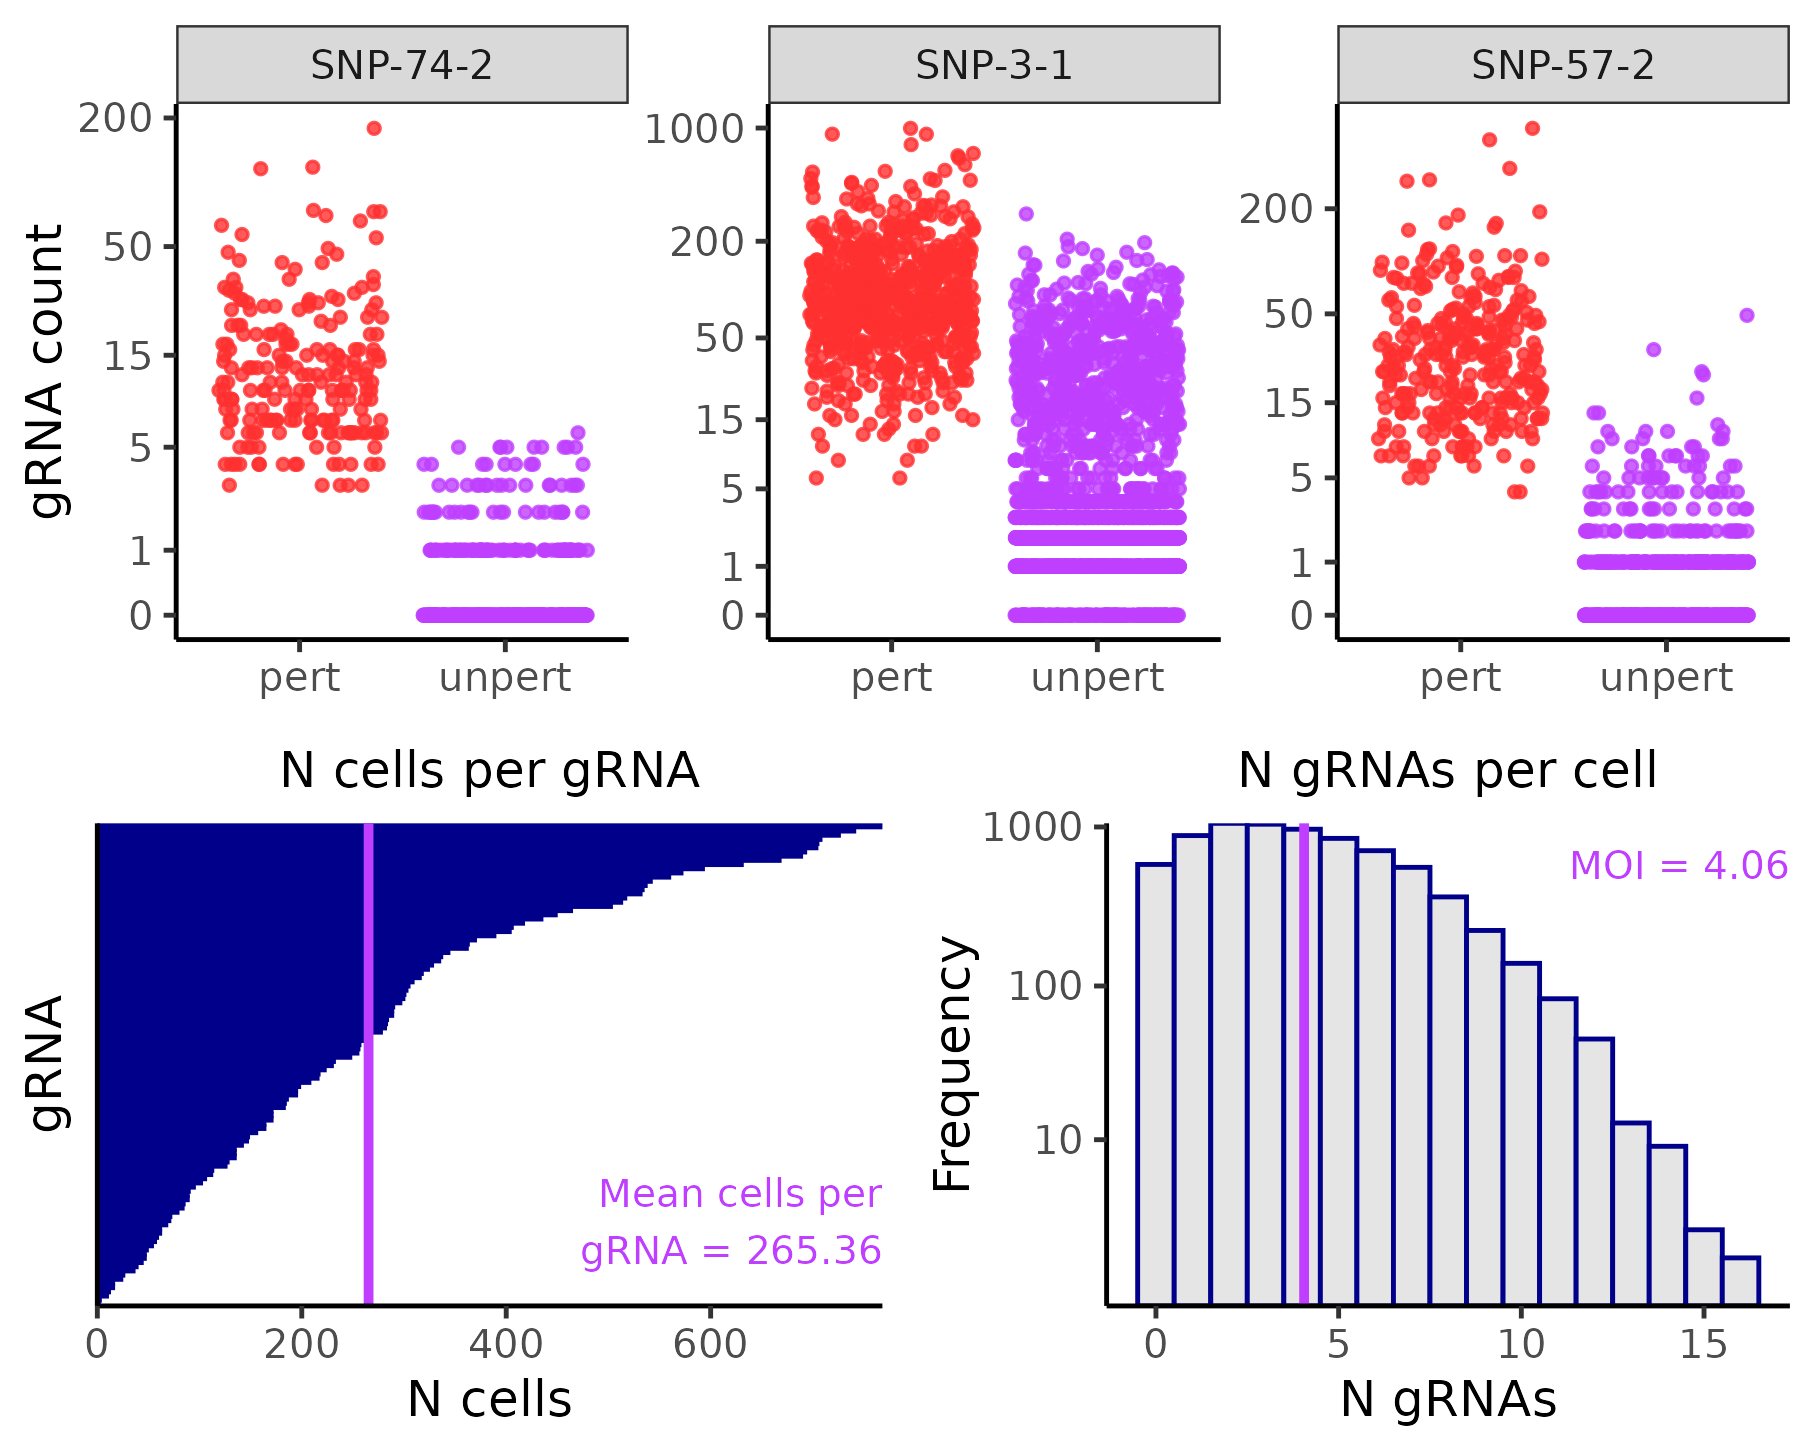 SNP-74-2 SNP-3-1 SNP-57-2
gRNA count
200
50
15
5
1
0
pert unpert
1000
200
50
15
5
1
0
pert unpert
200
50
15
5
1
0
pert unpert
N cells per gRNA
gRNA
Mean cells per
gRNA = 265.36
0 200 400 600
N cells
N gRNAs per cell
Frequency
1000
100
10
MOI = 4.06
0 5 10 15
N gRNAs